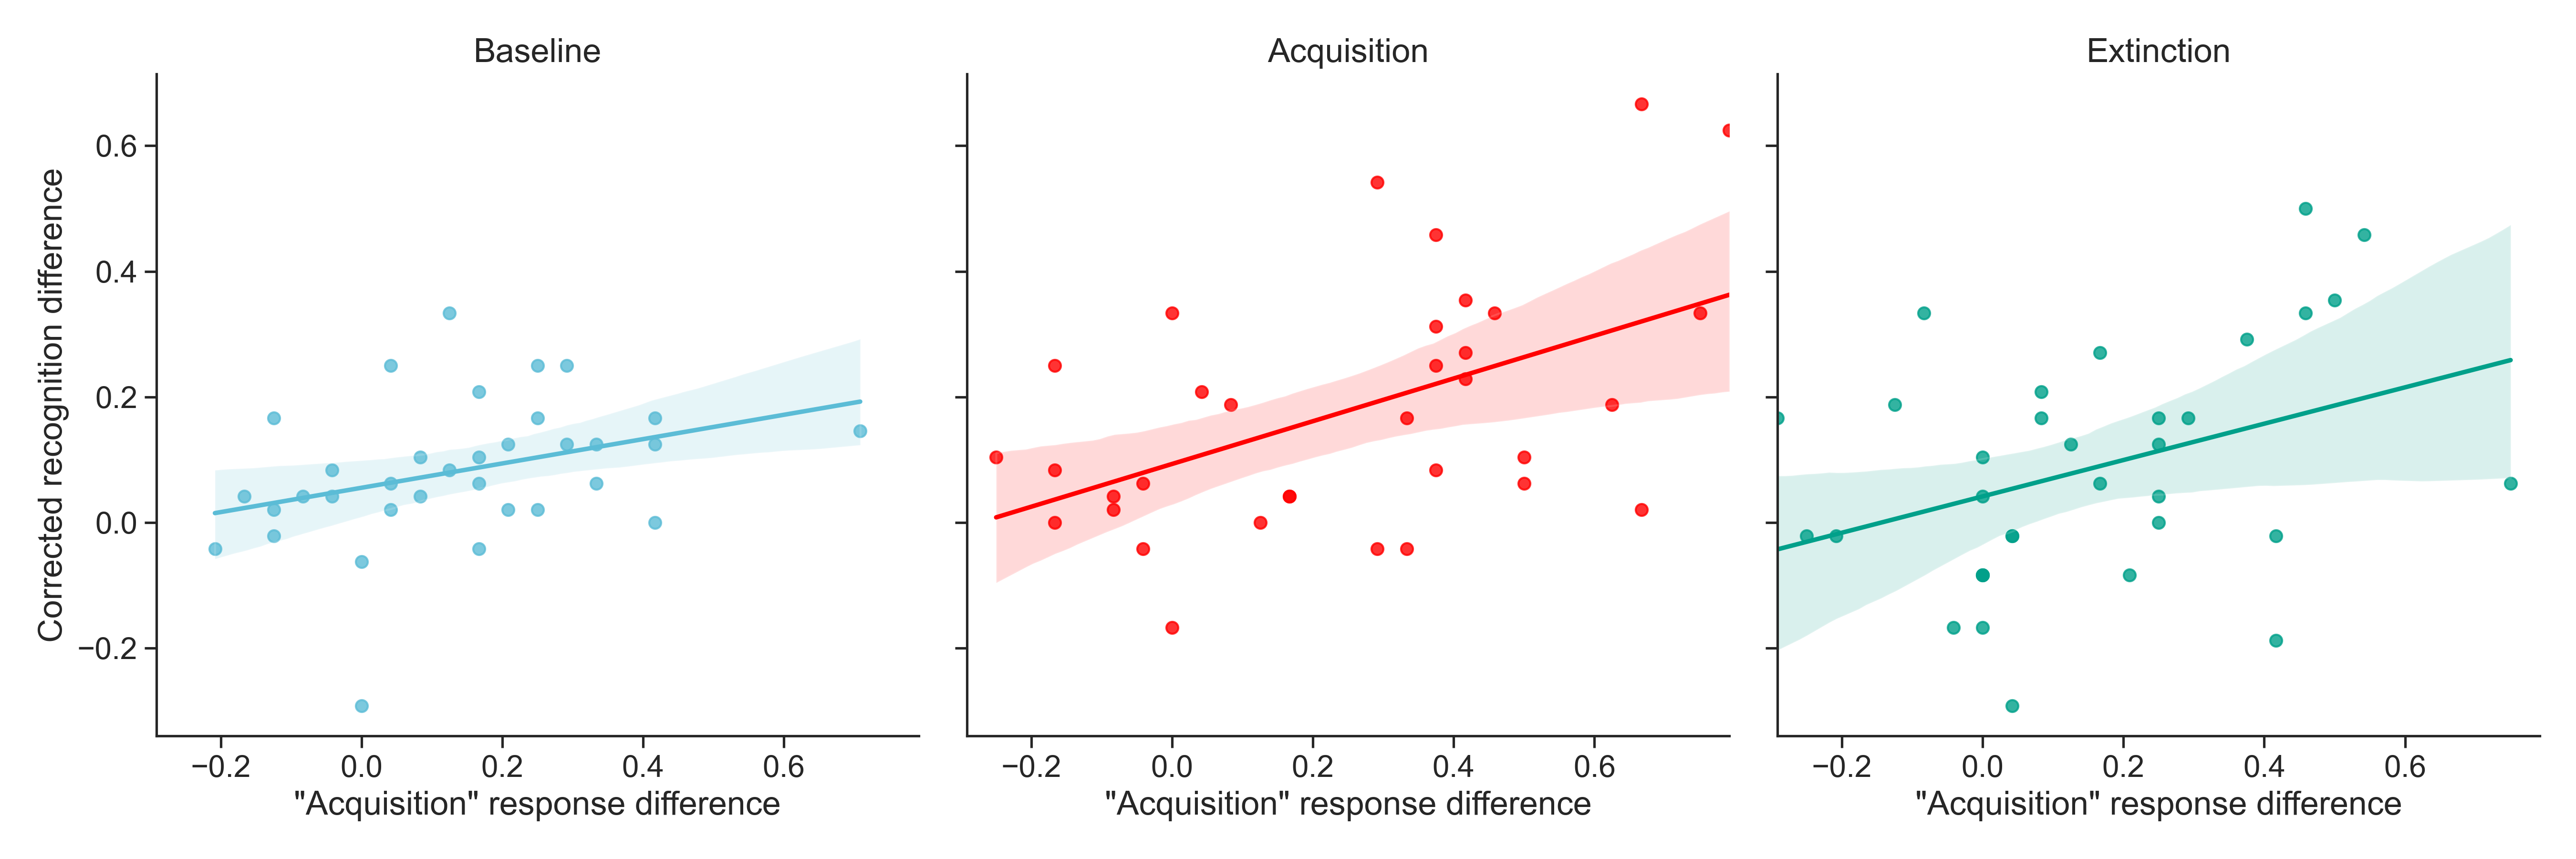 Baseline
Acquisition
Extinction
Corrected recognition difference
0.6
0.4
0.2
0.0
−0.2
−0.2 0.0 0.2 0.4 0.6
−0.2 0.0 0.2 0.4 0.6
−0.2 0.0 0.2 0.4 0.6
"Acquisition" response difference
"Acquisition" response difference
"Acquisition" response difference